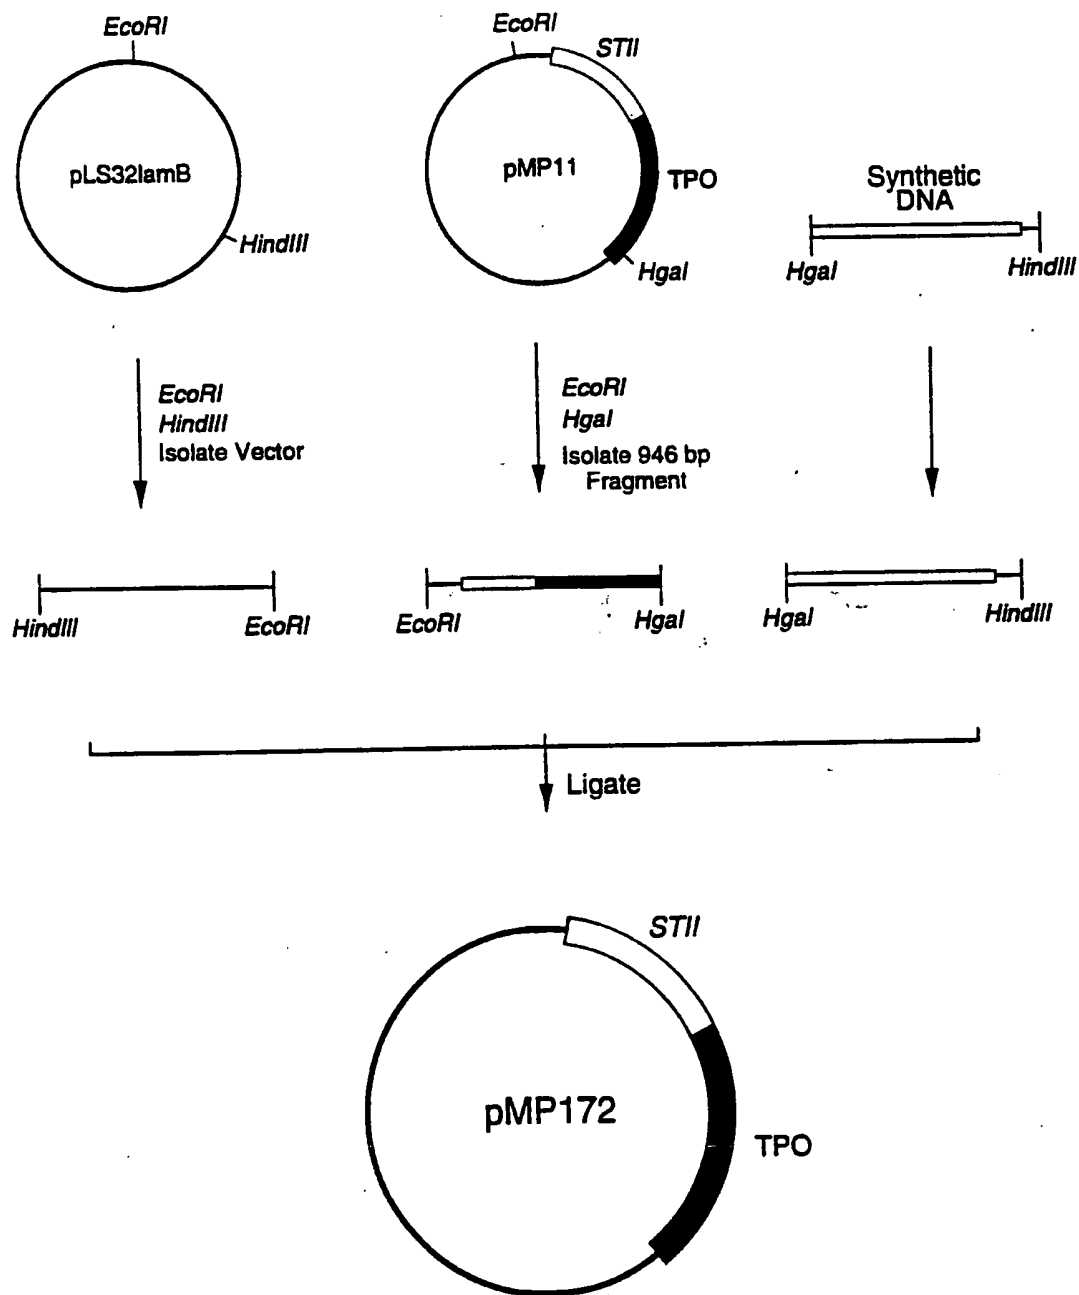 EcoRI
pLS32lamB
HindIII
EcoRI
STII
pMP11
TPO
HgaI
Synthetic
DNA
HgaI
HindIII
EcoRI
HindIII
Isolate Vector
EcoRI
HgaI
Isolate 946 bp
Fragment
HindIII
EcoRI
EcoRI
HgaI
HgaI
HindIII
Ligate
STII
pMP172
TPO